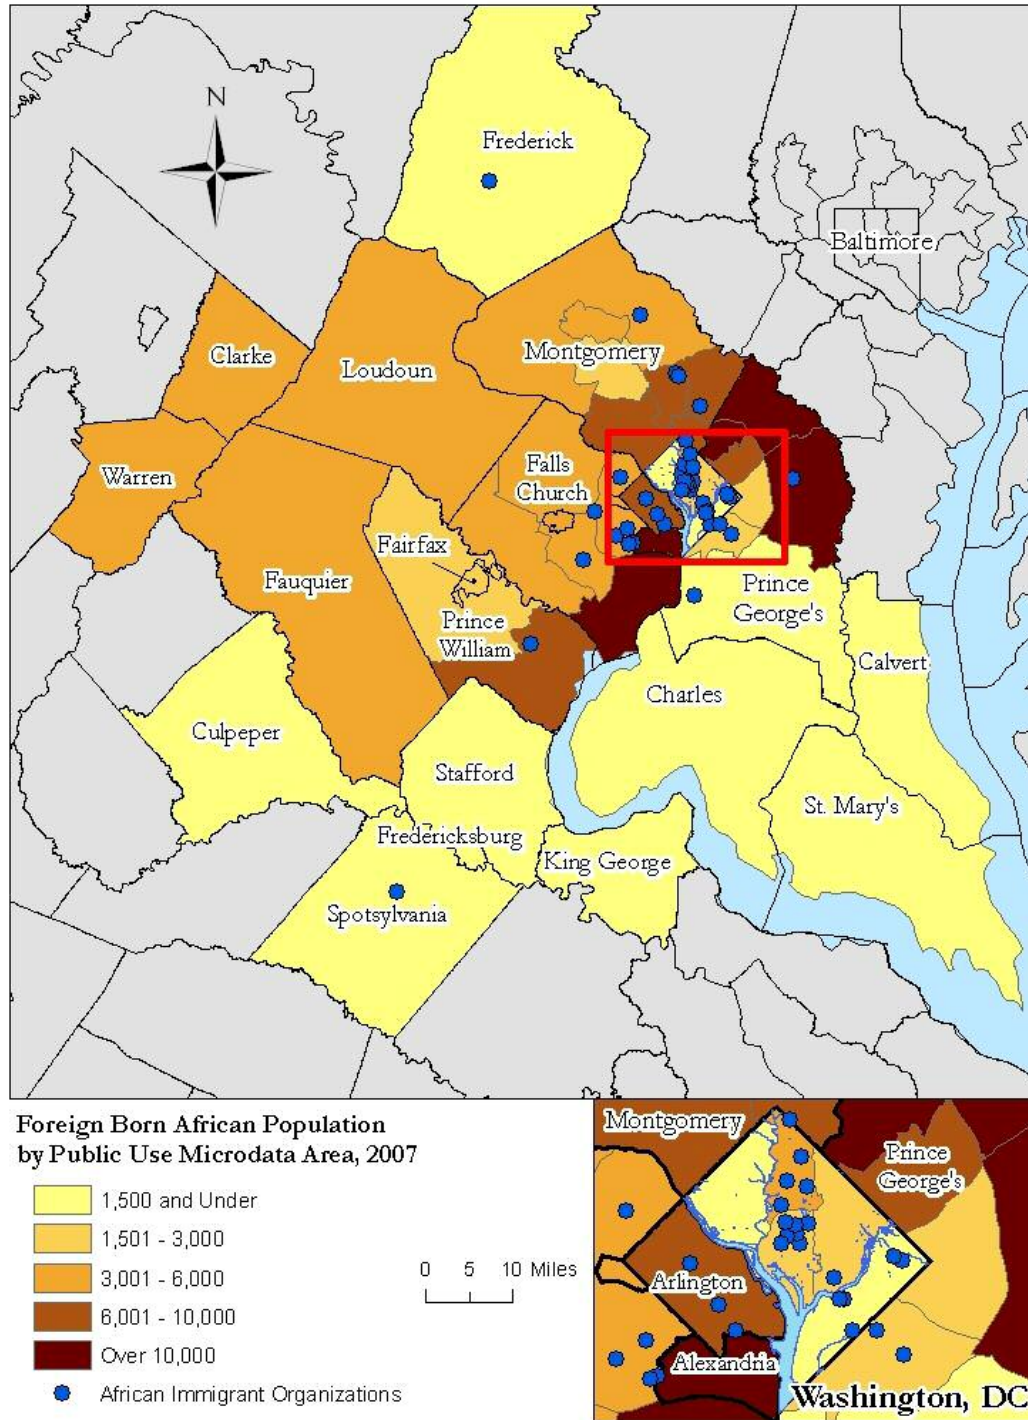 N
Frederick
Baltimore
Montgomery
Clarke
Loudoun
Warren
Falls
Church
Fairfax
Fauquier
Prince
George's
Prince
William
Calvert
Charles
Culpeper
Stafford
St. Mary's
Fredericksburg
King George
Spotsylvania
Foreign Born African Population
by Public Use Microdata Area, 2007
1,500 and Under
1,501 - 3,000
3,001 - 6,000
6,001 - 10,000
Over 10,000
African Immigrant Organizations
0 5 10 Miles
Montgomery
Prince
George's
Arlington
Alexandria
Washington, DC